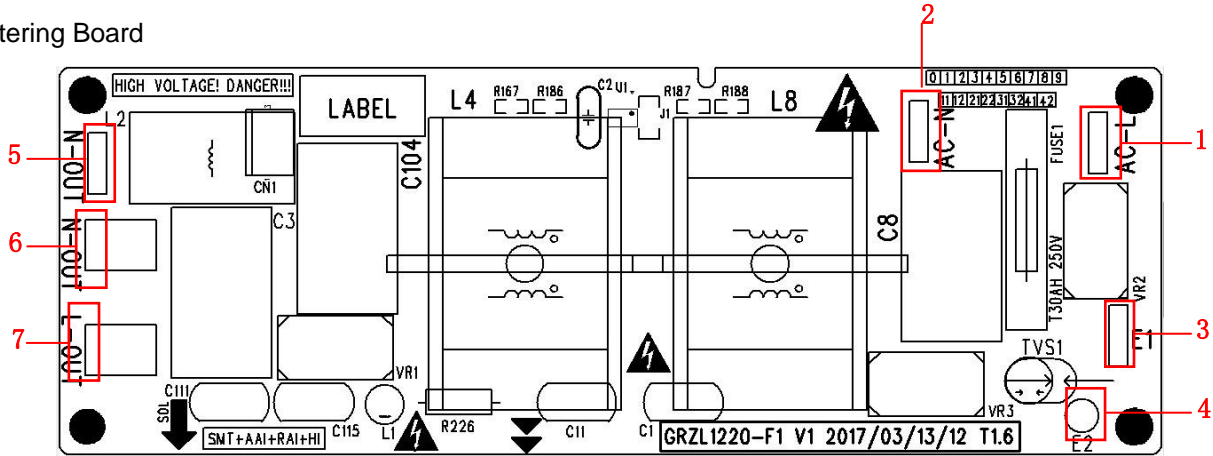 tering Board
2
HIGH VOLTAGE! DANGER!!!
LABEL
L4
R167
R186
C2
U1
J1
R187
R188
L8
0 1 2 3 4 5 6 7 8 9
11 12 21 22 31 32 41 42
AC-N
FUSE1
AC-L
1
L2
5
N-OUT
CN1
C104
C3
6
N-OUT
C8
T30AH 250V
VR2
7
L-OUT
E1
3
TVS1
VR1
C111
SOL
C115
L1
R226
C11
C1
VR3
4
E2
SMT+AAI+RAI+HI
GRZL1220-F1 V1 2017/03/13/12 T1.6